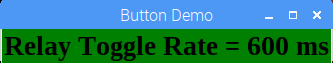 Button Demo
Relay Toggle Rate = 600 ms